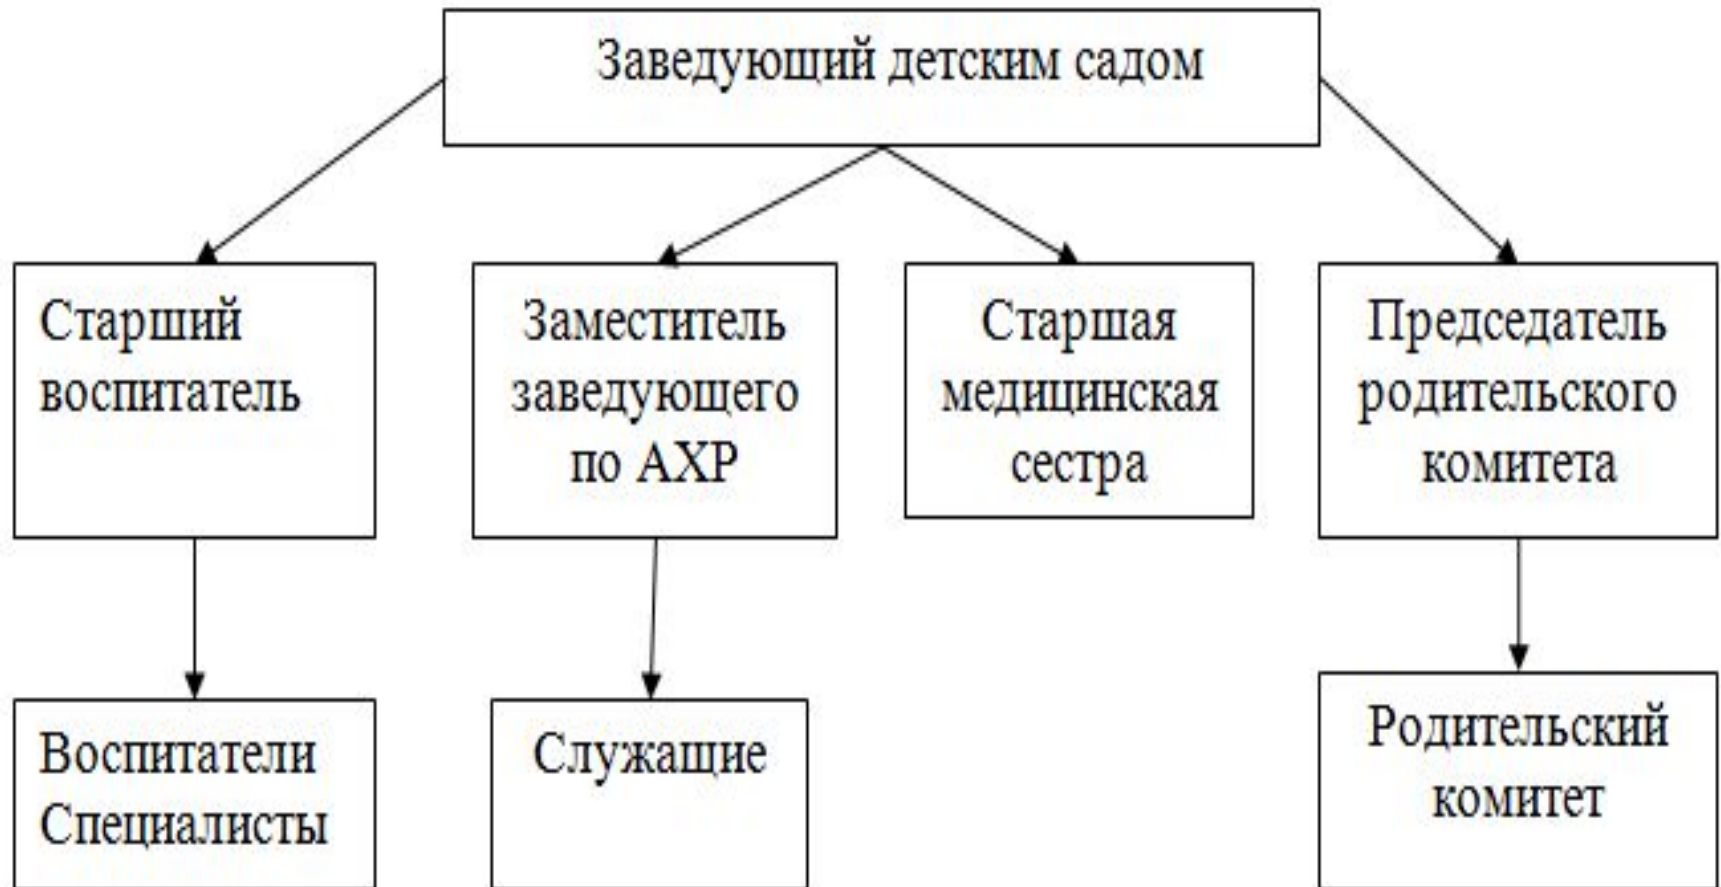 Заведующий детским садом
Старший
воспитатель
Заместитель
заведующего
по АХР
Старшая
медицинская
сестра
Председатель
родительского
комитета
Воспитатели
Специалисты
Служащие
Родительский
комитет